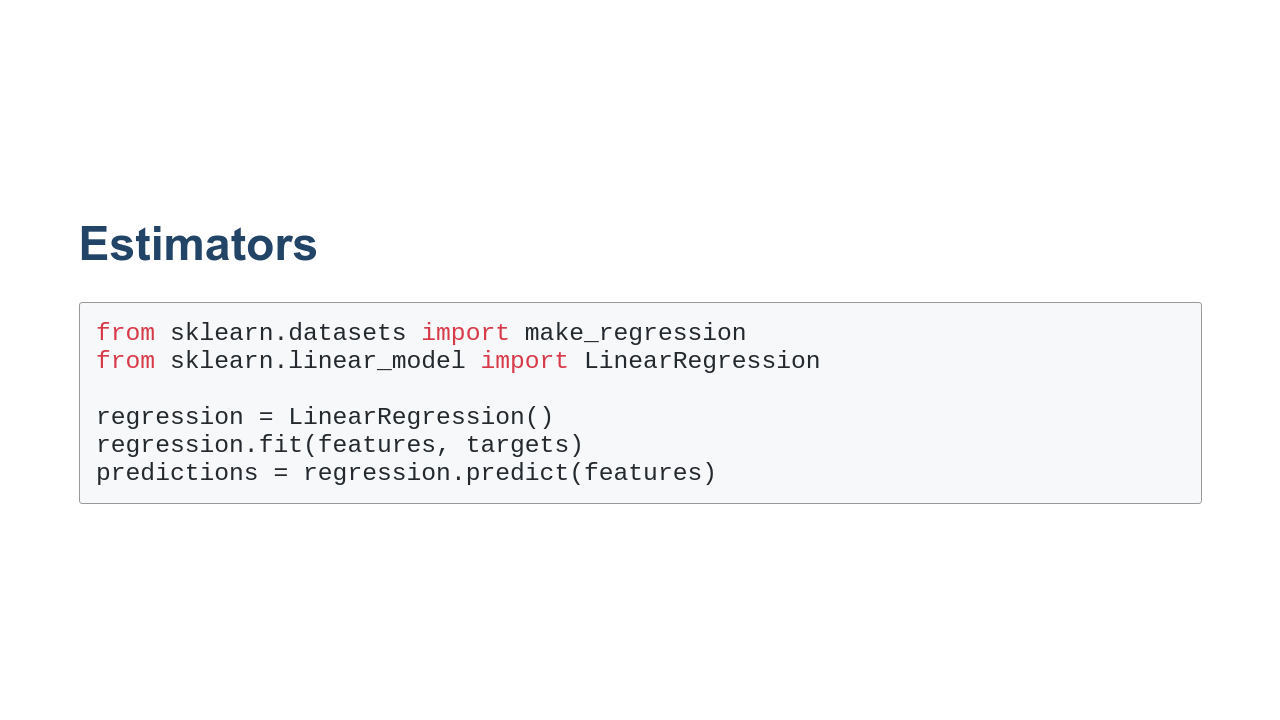 Estimators
from sklearn.datasets import make_regression
from sklearn.linear_model import LinearRegression
regression = LinearRegression()
regression.fit(features, targets)
predictions = regression.predict(features)